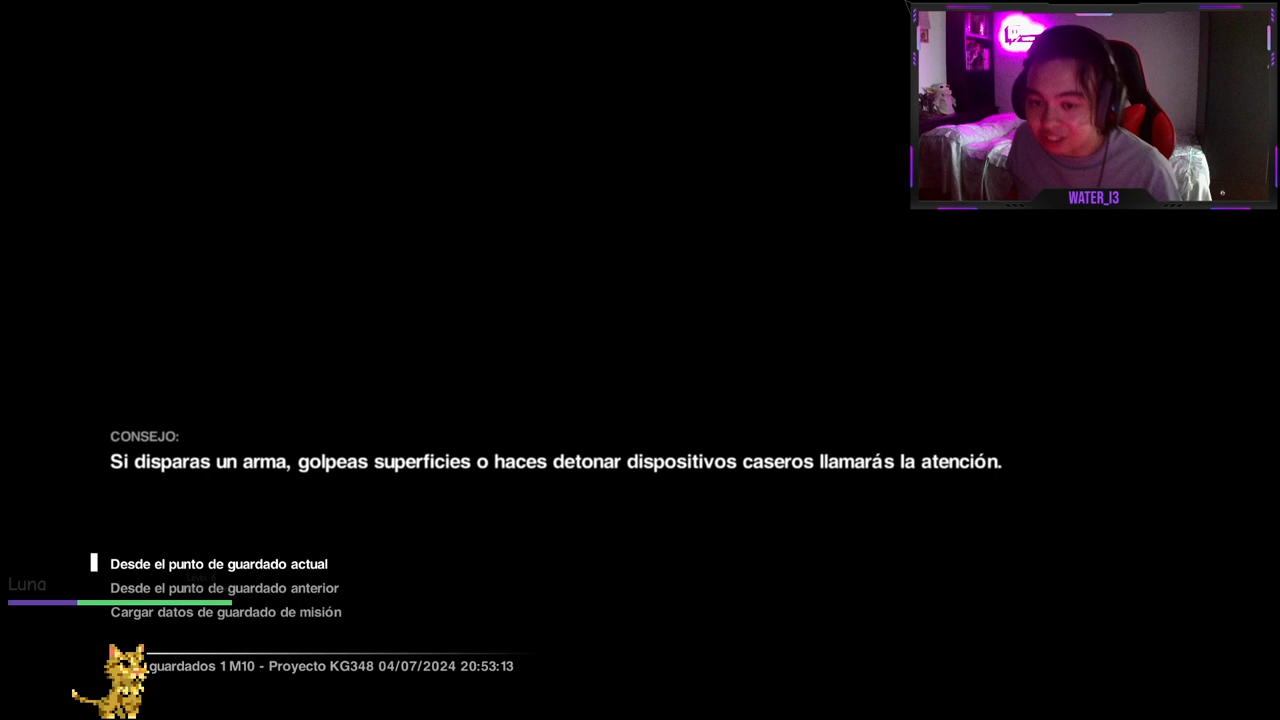 WATER_I3
CONSEJO:
Si disparas un arma, golpeas superficies o haces detonar dispositivos caseros llamarás la atención.
Desde el punto de guardado actual
Luna
Desde el punto de guardado anterior
Cargar datos de guardado de misión
guardados 1 M10 - Proyecto KG348 04/07/2024 20:53:13